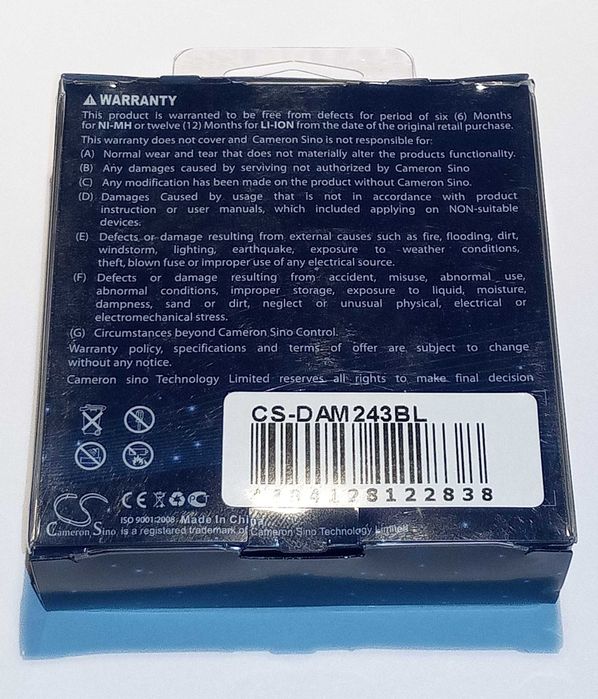 WARRANTY
This product is warranted to be free from defects for period of six (6) Months
for NI-MH or twelve (12) Months for LI-ION from the date of the original retail purchase.
This warranty does not cover and Cameron Sino is not responsible for:
(A) Normal wear and tear that does not materially alter the products functionality.
(B) Any damages caused by serviving not authorized by Cameron Sino
(C) Any modification has been made on the product without Cameron Sino.
(D) Damages Caused by usage that is not in accordance with product
instruction or user manuals, which included applying on NON-suitable
devices.
(E) Defects or damage resulting from external causes such as fire, flooding, dirt,
windstorm, lighting, earthquake, exposure to weather conditions,
theft, blown fuse or improper use of any electrical source.
(F) Defects or damage resulting from accident, misuse, abnormal use,
abnormal conditions, improper storage, exposure to liquid, moisture,
dampness, sand or dirt, neglect or unusual physical, electrical or
electromechanical stress.
(G) Circumstances beyond Cameron Sino Control.
Warranty policy, specifications and terms of offer are subject to change
without any notice.
Cameron sino Technology Limited reserves all rights to make final decision
CS-DAM243BL
128122838
CS CE
ISO 9001:2008 Made In China
Cameron Sino is a registered trademark of Cameron Sino Technology Limited